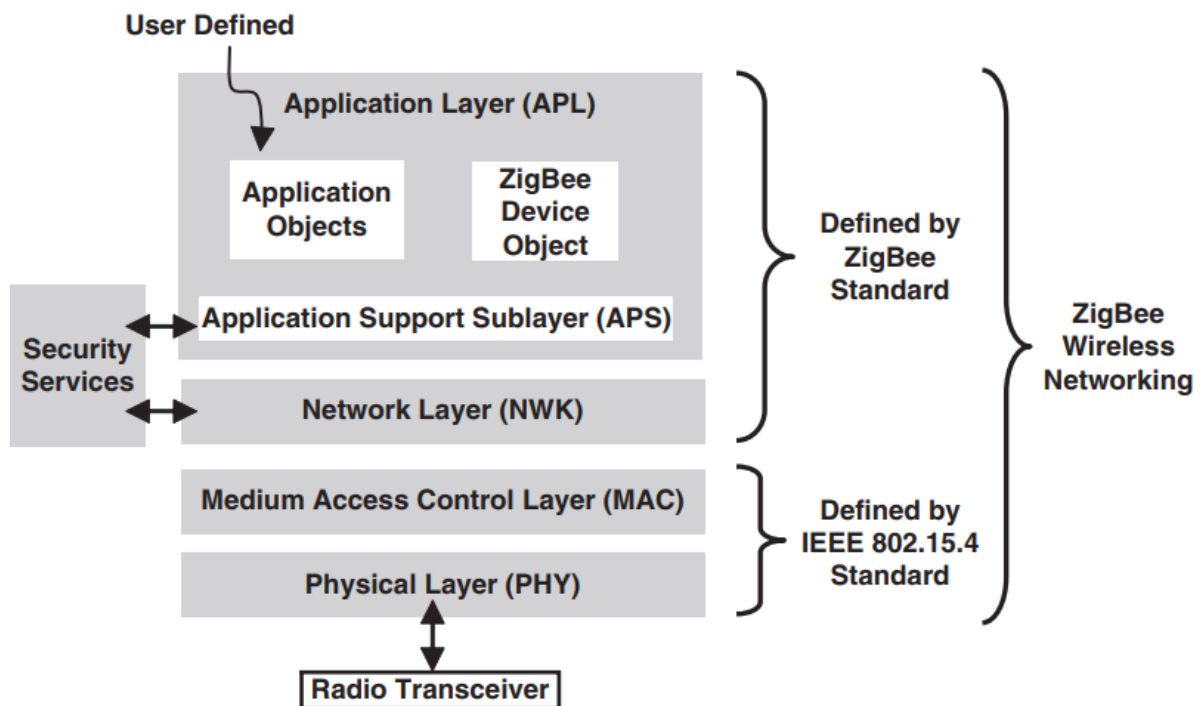 User Defined
Application Layer (APL)
Application
Objects
ZigBee
Device
Object
Application Support Sublayer (APS)
Security
Services
Network Layer (NWK)
Medium Access Control Layer (MAC)
Physical Layer (PHY)
Radio Transceiver
Defined by
ZigBee
Standard
Defined by
IEEE 802.15.4
Standard
ZigBee
Wireless
Networking